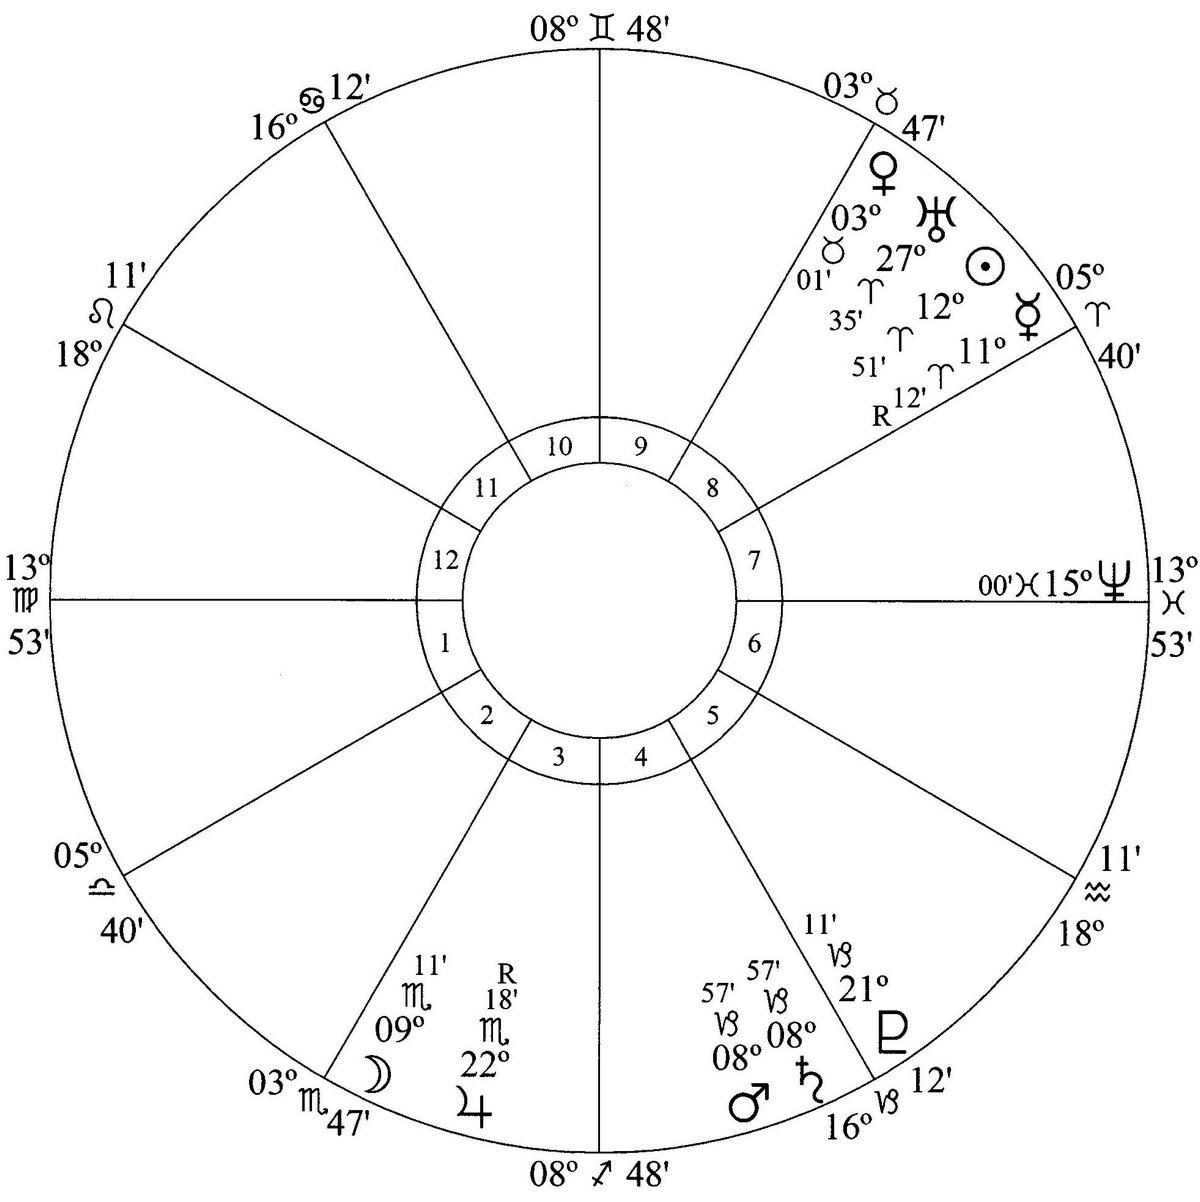 08º ♊ 48'
03º ♉ 47'
16º ♋ 12'
♀
03º
♉
01'
♅
27º
♈
35'
☉
12º
♈
51'
☿
11º
♈
12'
R
05º
♈
40'
11'
♌
18º
10
9
11
8
12
7
13º
♍
53'
00' ♓ 15º ♆
13º
♓
53'
1
6
2
5
3
4
05º
♎
40'
11'
♒
18º
11'
♏
09º
☽
R
18'
♏
22º
♃
57'
♑
08º
♂
57'
♑
08º
♄
11'
♑
21º
♇
03º ♏ 47'
16º ♑ 12'
08º ♐ 48'